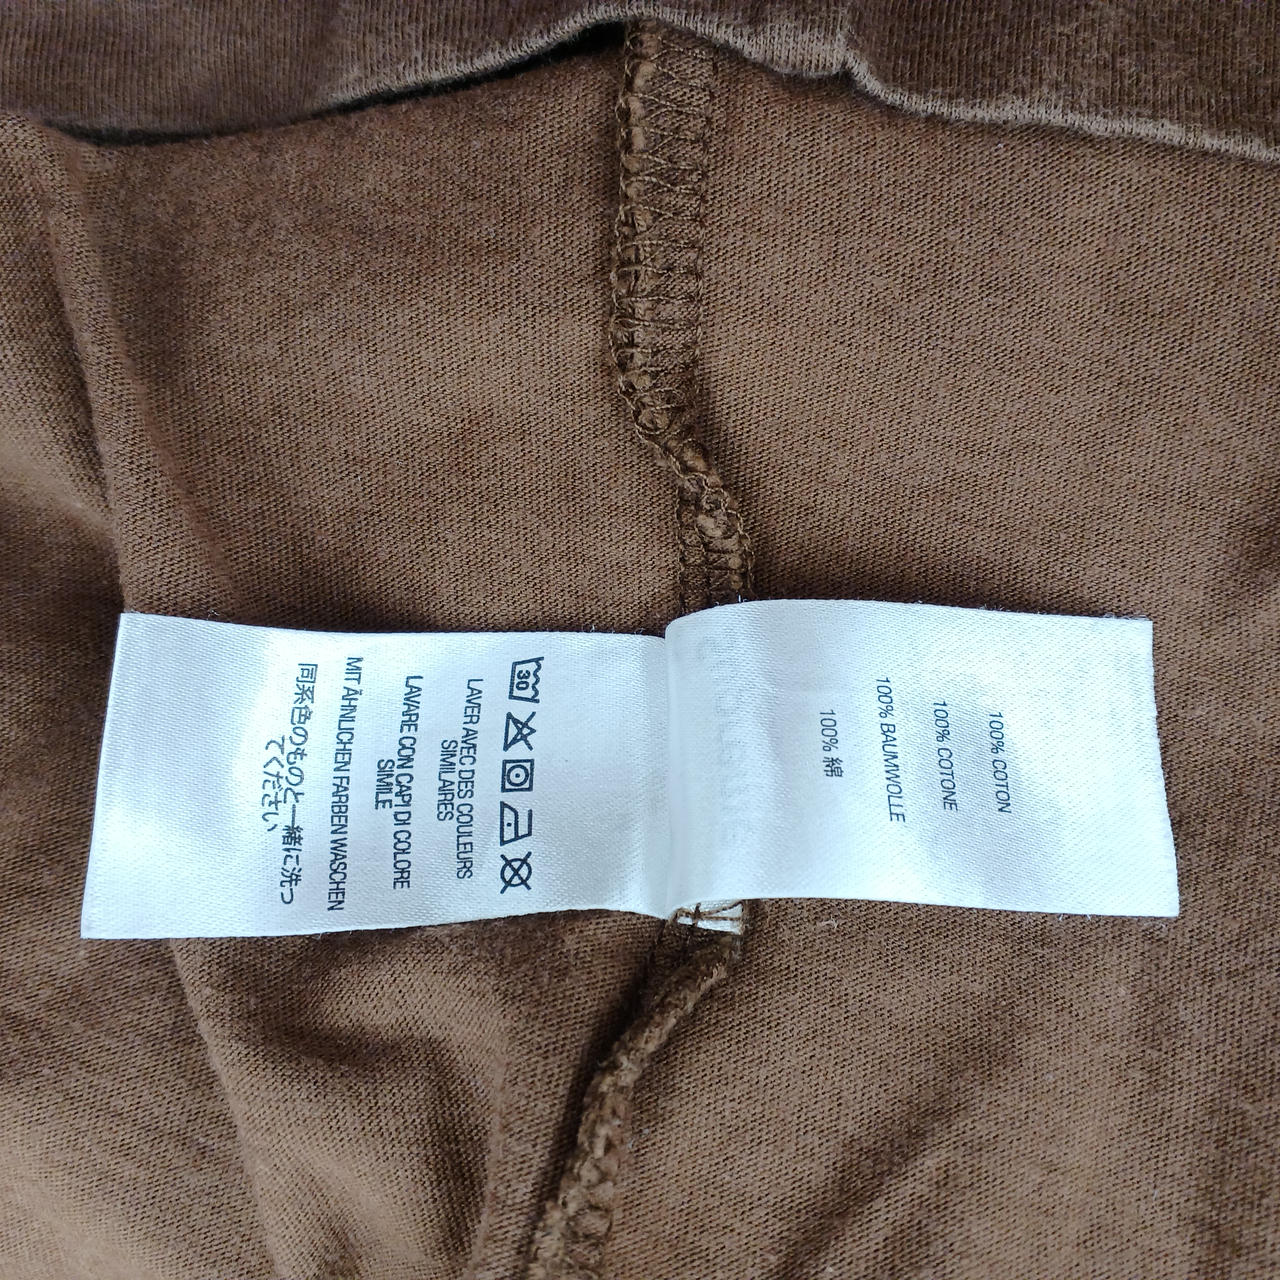 30
LAVER AVEC DES COULEURS
SIMILAIRES
LAVARE CON CAPI DI COLORE
SIMILE
MIT ÄHNLICHEN FARBEN WASCHEN
同系色のものと一緒に洗っ
てください
100% COTON
100% COTONE
100% BAUMWOLLE
100% 綿